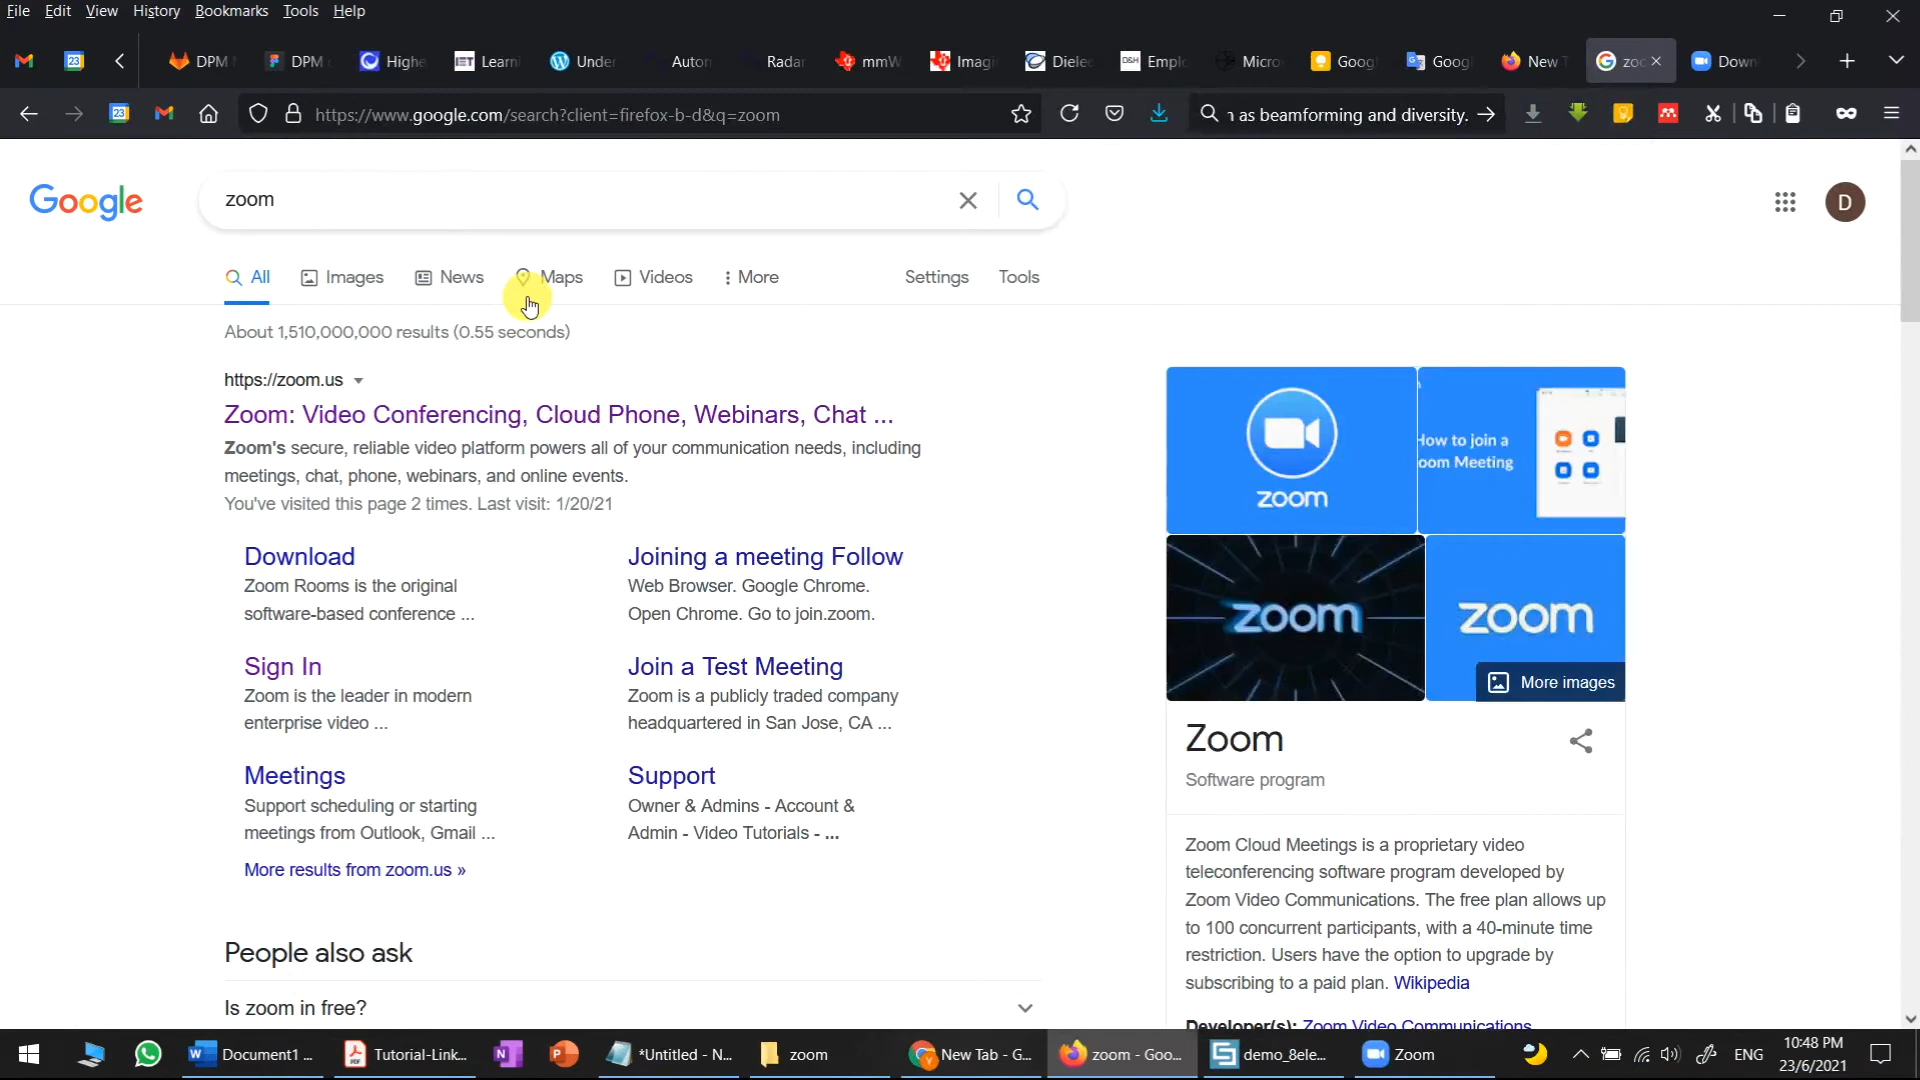 File Edit View History Bookmarks Tools Help
23 DPM DPM Highe IET Learni Under Auton Radar mmW Imagi Dielec D&H Emplo Micro Goog Googl New T zoo Down
23 https://www.google.com/search?client=firefox-b-d&q=zoom as beamforming and diversity.
Google zoom D
All Images News Maps Videos More Settings Tools
About 1,510,000,000 results (0.55 seconds)
https://zoom.us
Zoom: Video Conferencing, Cloud Phone, Webinars, Chat ...
Zoom's secure, reliable video platform powers all of your communication needs, including
meetings, chat, phone, webinars, and online events.
You've visited this page 2 times. Last visit: 1/20/21
Download
Zoom Rooms is the original
software-based conference ...
Joining a meeting Follow
Web Browser. Google Chrome.
Open Chrome. Go to join.zoom.
Sign In
Zoom is the leader in modern
enterprise video ...
Join a Test Meeting
Zoom is a publicly traded company
headquartered in San Jose, CA ...
Meetings
Support scheduling or starting
meetings from Outlook, Gmail ...
Support
Owner & Admins - Account &
Admin - Video Tutorials - ...
More results from zoom.us »
People also ask
Is zoom in free?
zoom
How to join a
Zoom Meeting
zoom
zoom
More images
Zoom
Software program
Zoom Cloud Meetings is a proprietary video
teleconferencing software program developed by
Zoom Video Communications. The free plan allows up
to 100 concurrent participants, with a 40-minute time
restriction. Users have the option to upgrade by
subscribing to a paid plan. Wikipedia
Developer(s): Zoom Video Communications
Document1 ... Tutorial-Link... *Untitled - N... zoom New Tab - G... zoom - Goo... demo_8ele... Zoom ENG 10:48 PM
23/6/2021